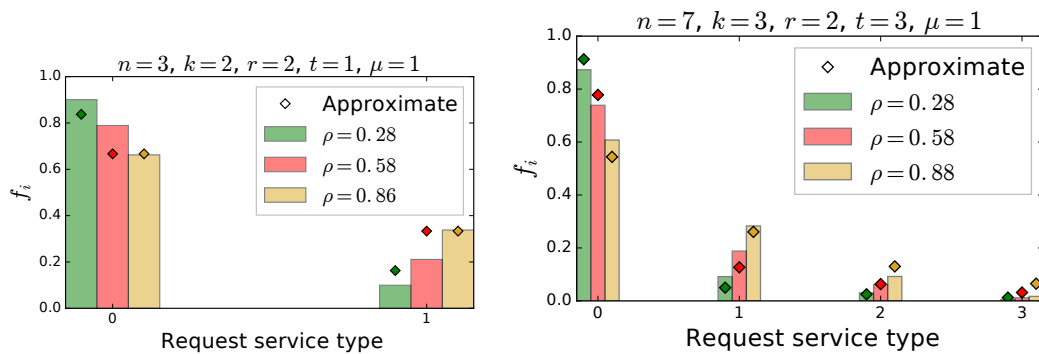 n=3, k=2, r=2, t=1, μ=1
1.0
0.8
0.6
0.4
0.2
0.0
f_i
Approximate
ρ=0.28
ρ=0.58
ρ=0.86
0 1
Request service type
n=7, k=3, r=2, t=3, μ=1
1.0
0.8
0.6
0.4
0.2
0.0
f_i
Approximate
ρ=0.28
ρ=0.58
ρ=0.88
0 1 2 3
Request service type